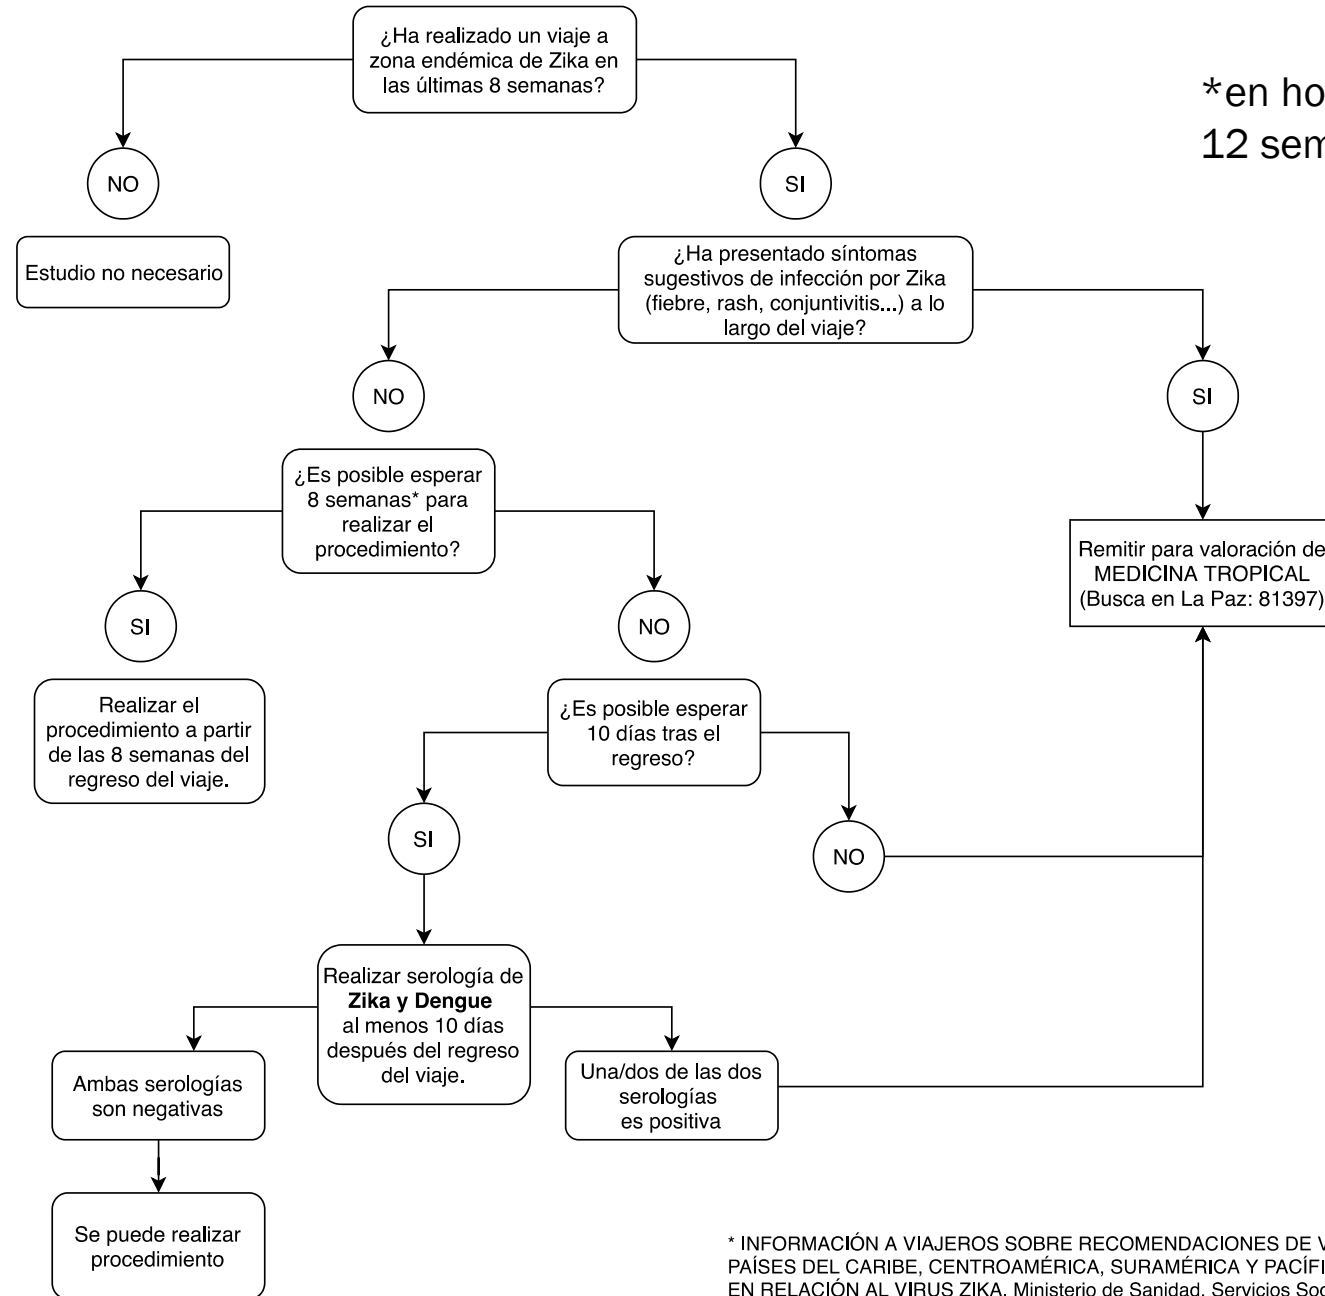 ¿Ha realizado un viaje a
zona endémica de Zika en
las últimas 8 semanas?
*en
12
NO
SI
Estudio no necesario
¿Ha presentado síntomas
sugestivos de infección por Zika
(fiebre, rash, conjuntivitis...) a lo
largo del viaje?
NO
SI
¿Es posible esperar
8 semanas* para
realizar el
procedimiento?
Remitir para valoración de
MEDICINA TROPICAL
(Busca en La Paz: 81397)
SI
NO
Realizar el
procedimiento a partir
de las 8 semanas del
regreso del viaje.
¿Es posible esperar
10 días tras el
regreso?
SI
NO
Realizar serología de
Zika y Dengue
al menos 10 días
después del regreso
del viaje.
Ambas serologías
son negativas
Una/dos de las dos
serologías
es positiva
Se puede realizar
procedimiento
* INFORMACIÓN A VIAJEROS SOBRE RECOMENDACIONES DE
PAÍSES DEL CARIBE, CENTROAMÉRICA, SURAMÉRICA Y
EN RELACIÓN AL VIRUS ZIKA. Ministerio de Sanidad, Servicios